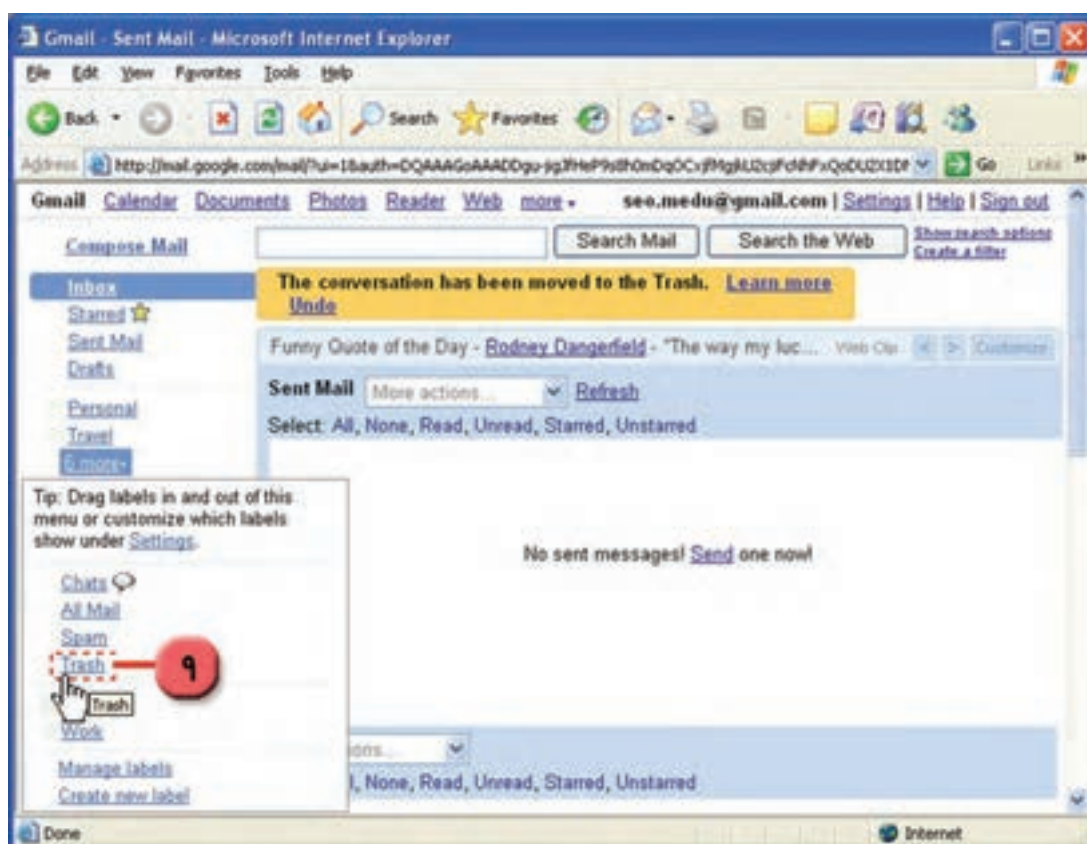 Gmail - Sent Mail - Microsoft Internet Explorer
File Edit View Favorites Tools Help
Back Search Favorites
Address Go Links
Gmail Calendar Documents Photos Reader Web more seo.medu@gmail.com | Settings | Help | Sign out
Compose Mail Search Mail Search the Web Show search options
Create a filter
The conversation has been moved to the Trash. Learn more
Undo
Inbox
Starred
Sent Mail
Drafts
Personal
Travel
6 more
Funny Quote of the Day - Rodney Dangerfield - "The way my luc... Web Clip < > Customize
Sent Mail More actions... Refresh
Select: All, None, Read, Unread, Starred, Unstarred
No sent messages! Send one now!
Tip: Drag labels in and out of this
menu or customize which labels
show under Settings.
Chats
All Mail
Spam
Trash ۹
Trash
Work
Manage labels
Create new label
ions...
l, None, Read, Unread, Starred, Unstarred
Done Internet